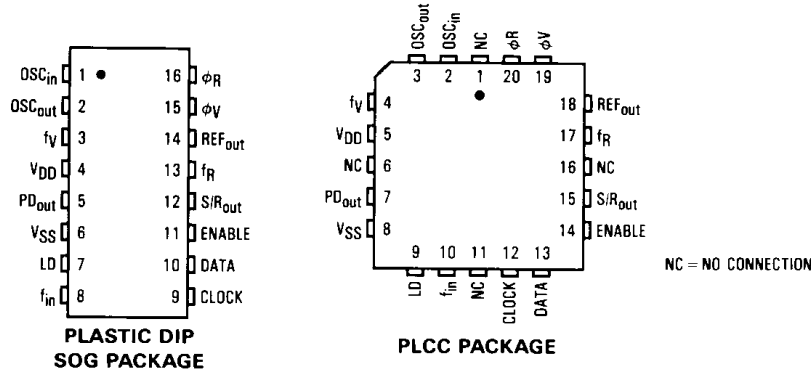 OSCin 1 16 ϕR
OSCout 2 15 ϕV
fV 3 14 REFout
VDD 4 13 fR
PDout 5 12 S/Rout
VSS 6 11 ENABLE
LD 7 10 DATA
fin 8 9 CLOCK
PLASTIC DIP
SOG PACKAGE
OSCout OSCin NC ϕR ϕV
3 2 1 20 19
fV 4 18 REFout
VDD 5 17 fR
NC 6 16 NC
PDout 7 15 S/Rout
VSS 8 14 ENABLE
9 10 11 12 13
LD fin NC CLOCK DATA
PLCC PACKAGE
NC = NO CONNECTION